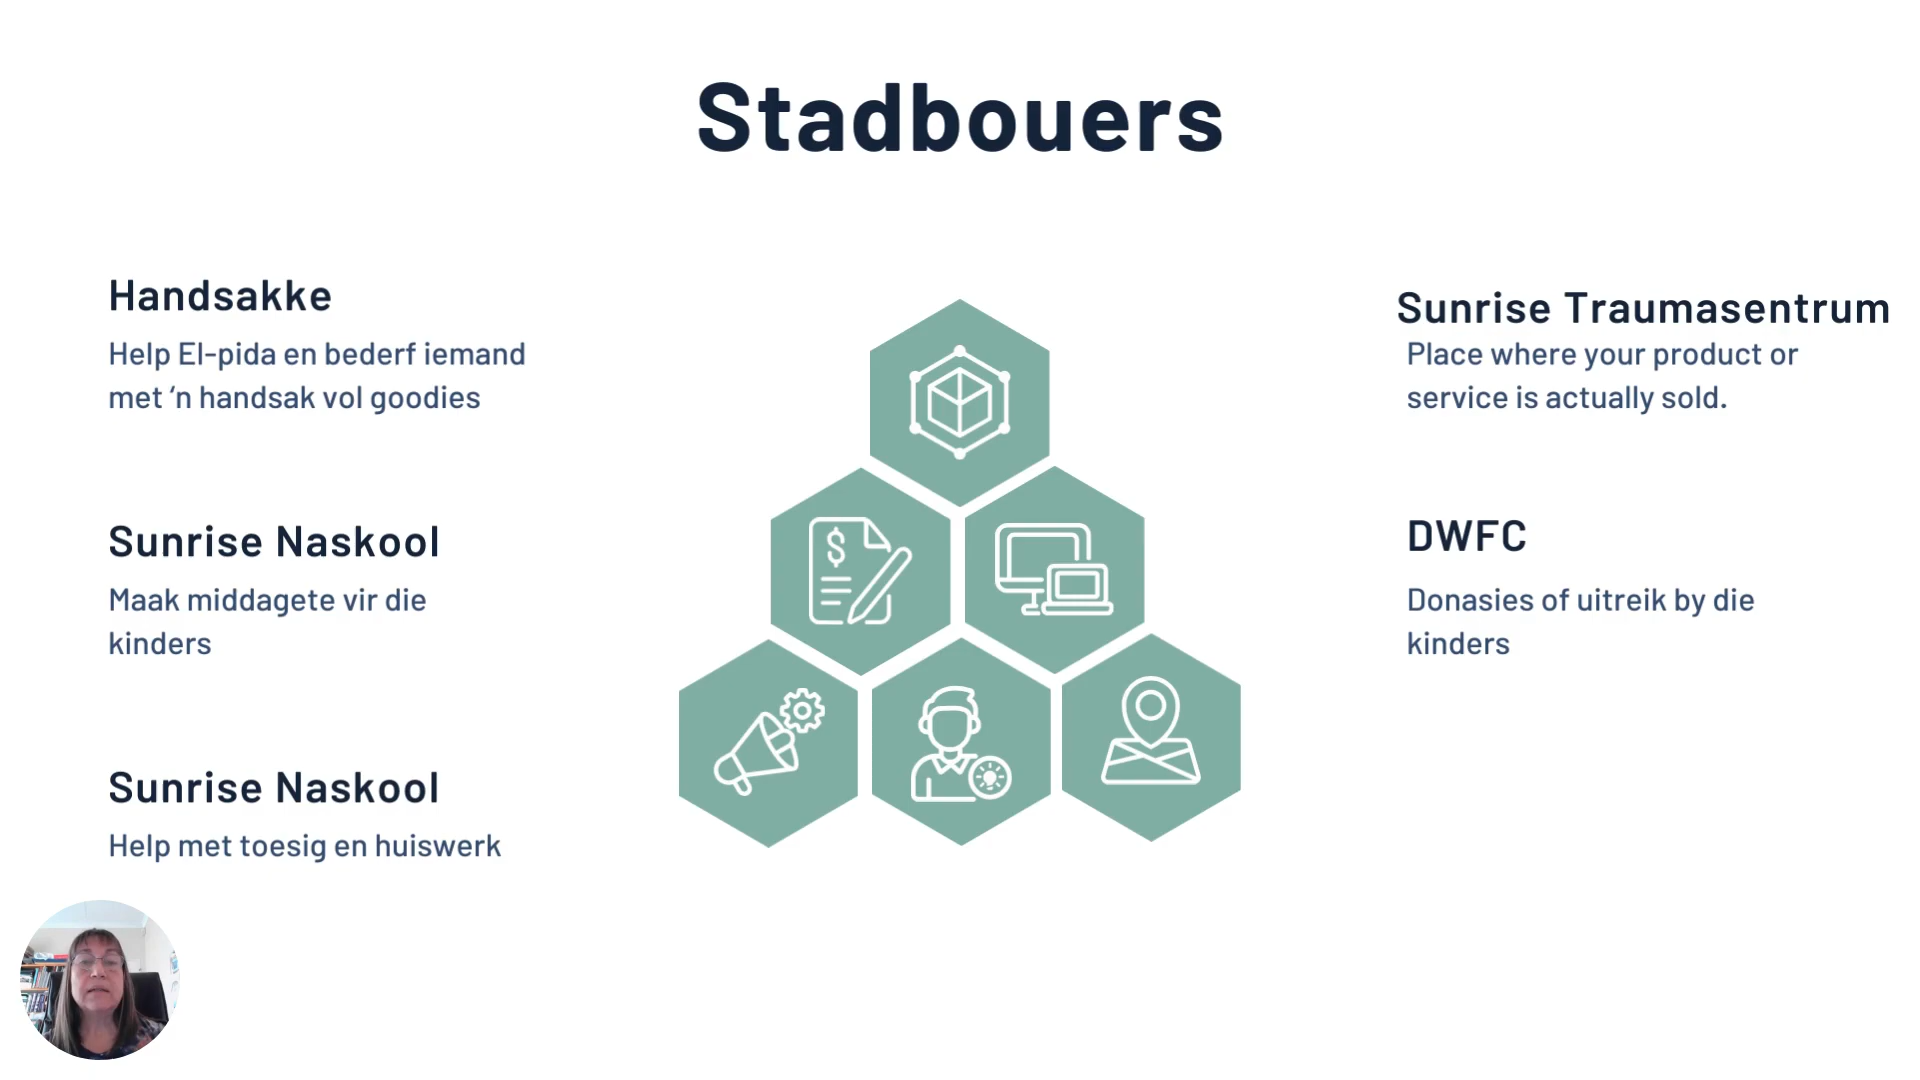 Stadbouers
Handsakke
Help El-pida en bederf iemand
met ‘n handsak vol goodies
Sunrise Naskool
Maak middagete vir die
kinders
Sunrise Naskool
Help met toesig en huiswerk
$
Sunrise Traumasentrum
Place where your product or
service is actually sold.
DWFC
Donasies of uitreik by die
kinders